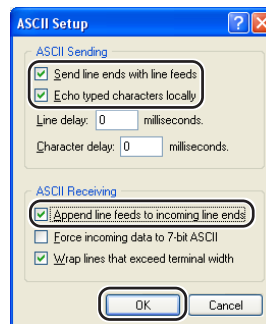 ASCII Setup
ASCII Sending
Send line ends with line feeds
Echo typed characters locally
Line delay: 0 milliseconds.
Character delay: 0 milliseconds.
ASCII Receiving
Append line feeds to incoming line ends
Force incoming data to 7-bit ASCII
Wrap lines that exceed terminal width
OK Cancel